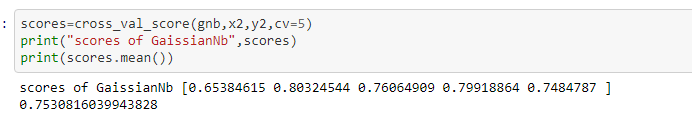 : scores=cross_val_score(gnb,x2,y2,cv=5)
print("scores of GaissianNb",scores)
print(scores.mean())
scores of GaissianNb [0.65384615 0.80324544 0.76064909 0.79918864 0.7484787 ]
0.7530816039943828